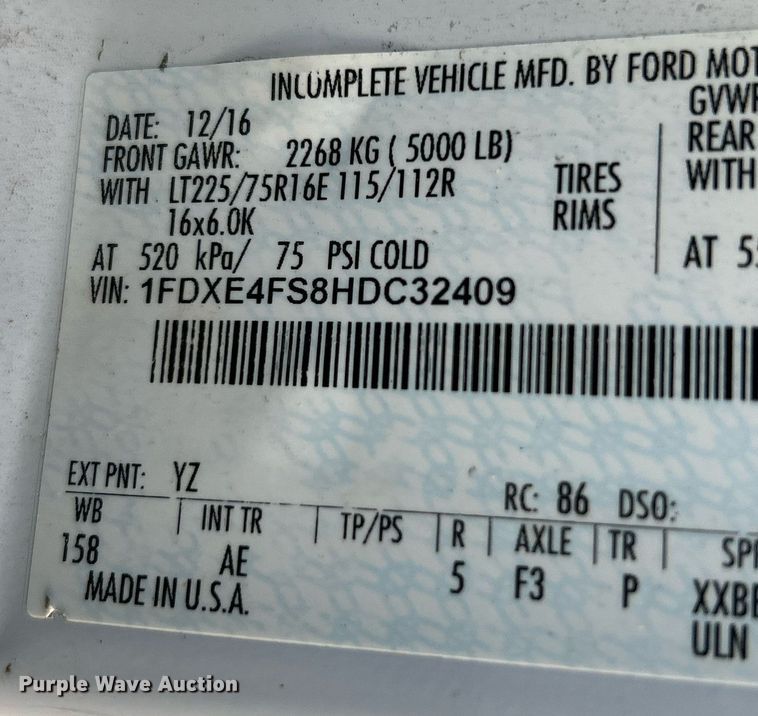 INCOMPLETE VEHICLE MFD. BY FORD
DATE: 12/16
FRONT GAWR: 2268 KG ( 5000 LB)
WITH LT225/75R16E 115/112R TIRES
16x6.0K RIMS
AT 520 kPa/ 75 PSI COLD
REAR
WITH
AT
VIN: 1FDXE4FS8HDC32409
EXT PNT: YZ RC: 86 DSO:
WB INT TR TP/PS R AXLE TR
158 AE 5 F3 P
ULN
MADE IN U.S.A.
Purple Wave Auction